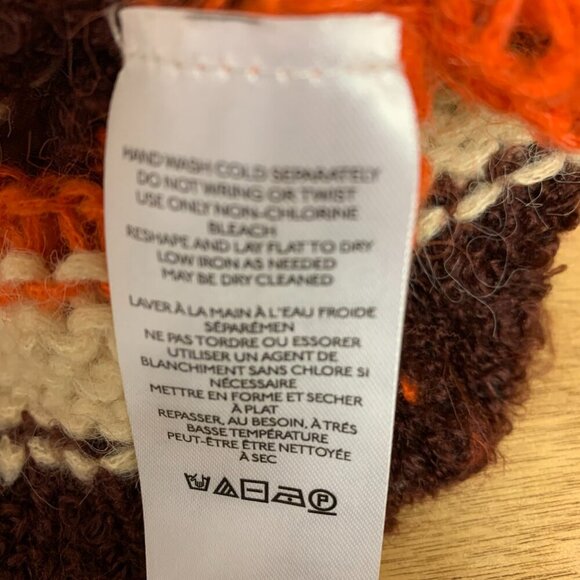 HAND WASH COLD SEPARATELY
DO NOT WRING OR TWIST
USE ONLY NON-CHLORINE
BLEACH
RESHAPE AND LAY FLAT TO DRY
LOW IRON AS NEEDED
MAY BE DRY CLEANED
LAVER À LA MAIN À L'EAU FROIDE
SÉPARÉMEN
NE PAS TORDRE OU ESSORER
UTILISER UN AGENT DE
BLANCHIMENT SANS CHLORE SI
NÉCESSAIRE
METTRE EN FORME ET SECHER
À PLAT
REPASSER, AU BESOIN, À TRÉS
BASSE TEMPÉRATURE
PEUT-ÊTRE ÊTRE NETTOYÉE
À SEC
P